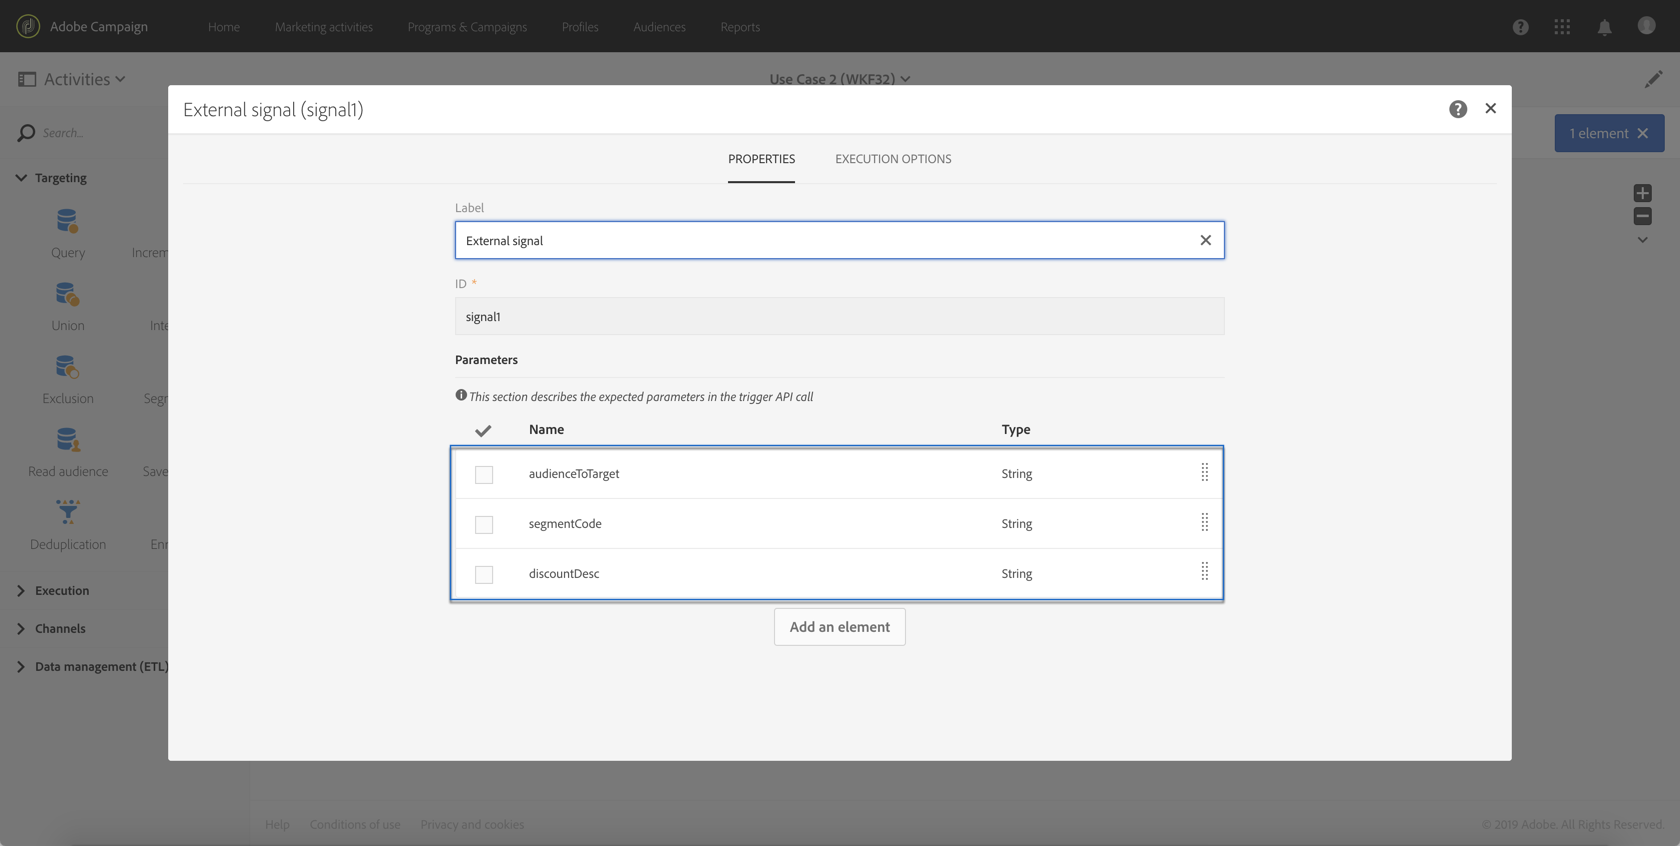 Adobe Campaign
Home
Marketing activities
Programs & Campaigns
Profiles
Audiences
Reports
Activities
Use Case 2 (WKF32)
External signal (signal1)
Search...
1 element
PROPERTIES
EXECUTION OPTIONS
Targeting
Label
External signal
Query
Increm
ID *
signal1
Union
Inte
Parameters
This section describes the expected parameters in the trigger API call
Exclusion
Segr
Name
Type
audienceToTarget
String
Read audience
Save
segmentCode
String
Deduplication
Enr
discountDesc
String
Execution
Add an element
Channels
Data management (ETL)
Help
Conditions of use
Privacy and cookies
© 2019 Adobe. All Rights Reserved.